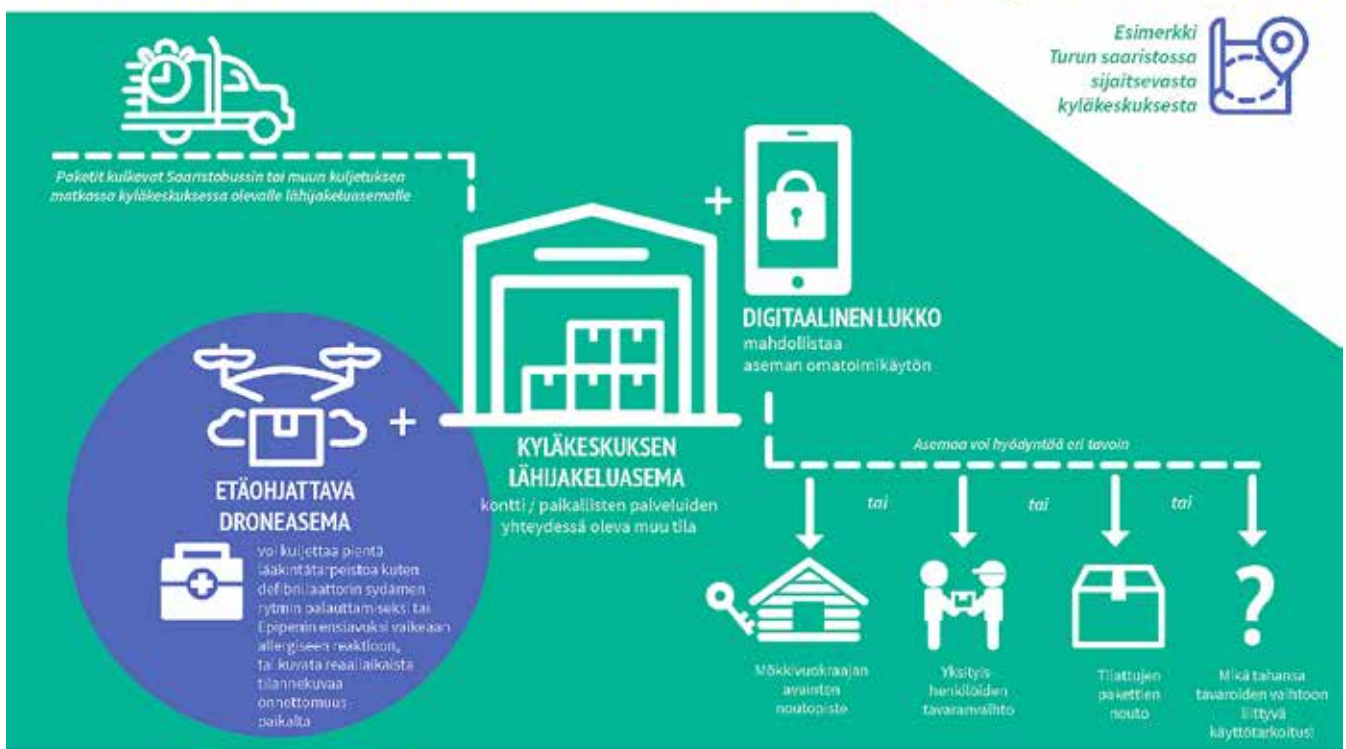 Esimerkki
Turun saaristossa
sijaitsevasta
kyläkeskuksesta
Paketit kulkevat Saaristobussin tai muun kuljetuksen
matkassa kyläkeskuksessa olevalle lähijakeluasemalle
+
DIGITAALINEN LUKKO
mahdollistaa
aseman omatoimikäytön
+
KYLÄKESKUKSEN
LÄHIJAKELUASEMA
kontti / paikallisten palveluiden
yhteydessä oleva muu tila
ETÄOHJATTAVA
DRONEASEMA
voi kuljettaa pientä
lääkintätarpeistoa kuten
defibrilaattorin sydämen
rytmin palauttamiseksi tai
Epipenin ensiavuksi vaikeaan
allergiseen reaktioon,
tai kuvata reaaliaikaista
tilannekuvaa
onnettomuus
paikalta
Asemaa voi hyödyntää eri tavoin
tai
tai
tai
?
Mökkivuokraajan
avainten
noutopiste
Yksityis-
henkilöiden
tavaranvaihto
Tilattujen
pakettien
nouto
Mikä tahansa
tavaroiden vaihtoon
liittyvä
käyttötarkoitus!